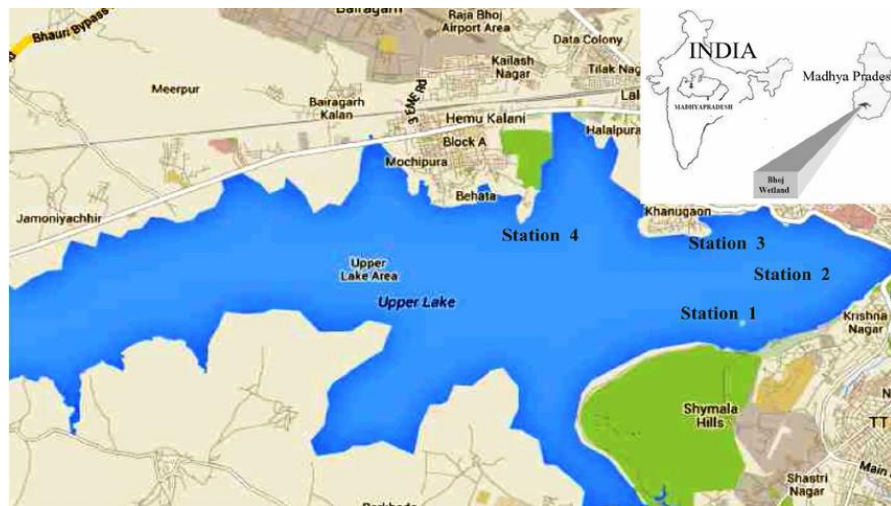 Bairagarh
Bhauri Bypass
Raja Bhoj
Airport Area
Data Colony
Kailash
Nagar
Tilak Nag
Meerpur
Bairagarh
Kalan
Hemu Kalani
Lal
Halalpura
Block A
Mochipura
Behata
Jamoniyachhir
Khanugaon
Station 4
Station 3
Station 2
Station 1
Upper
Lake Area
Upper Lake
Krishna
Nagar
Shymala
Hills
TT
Main
Shastri
Nagar
INDIA
MADHYAPRADESH
Madhya Prades
Bhoj
Wetland